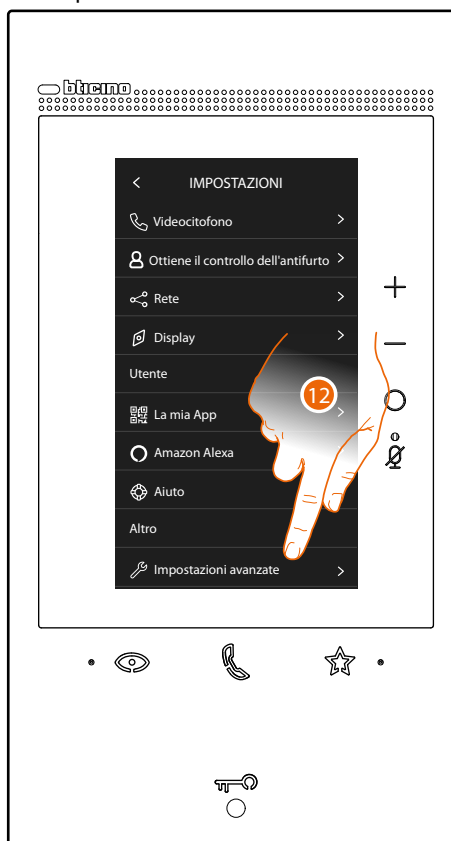 bticino
IMPOSTAZIONI
Videocitofono
Ottiene il controllo dell'antifurto
Rete
Display
Utente
12
La mia App
Amazon Alexa
Aiuto
Altro
Impostazioni avanzate